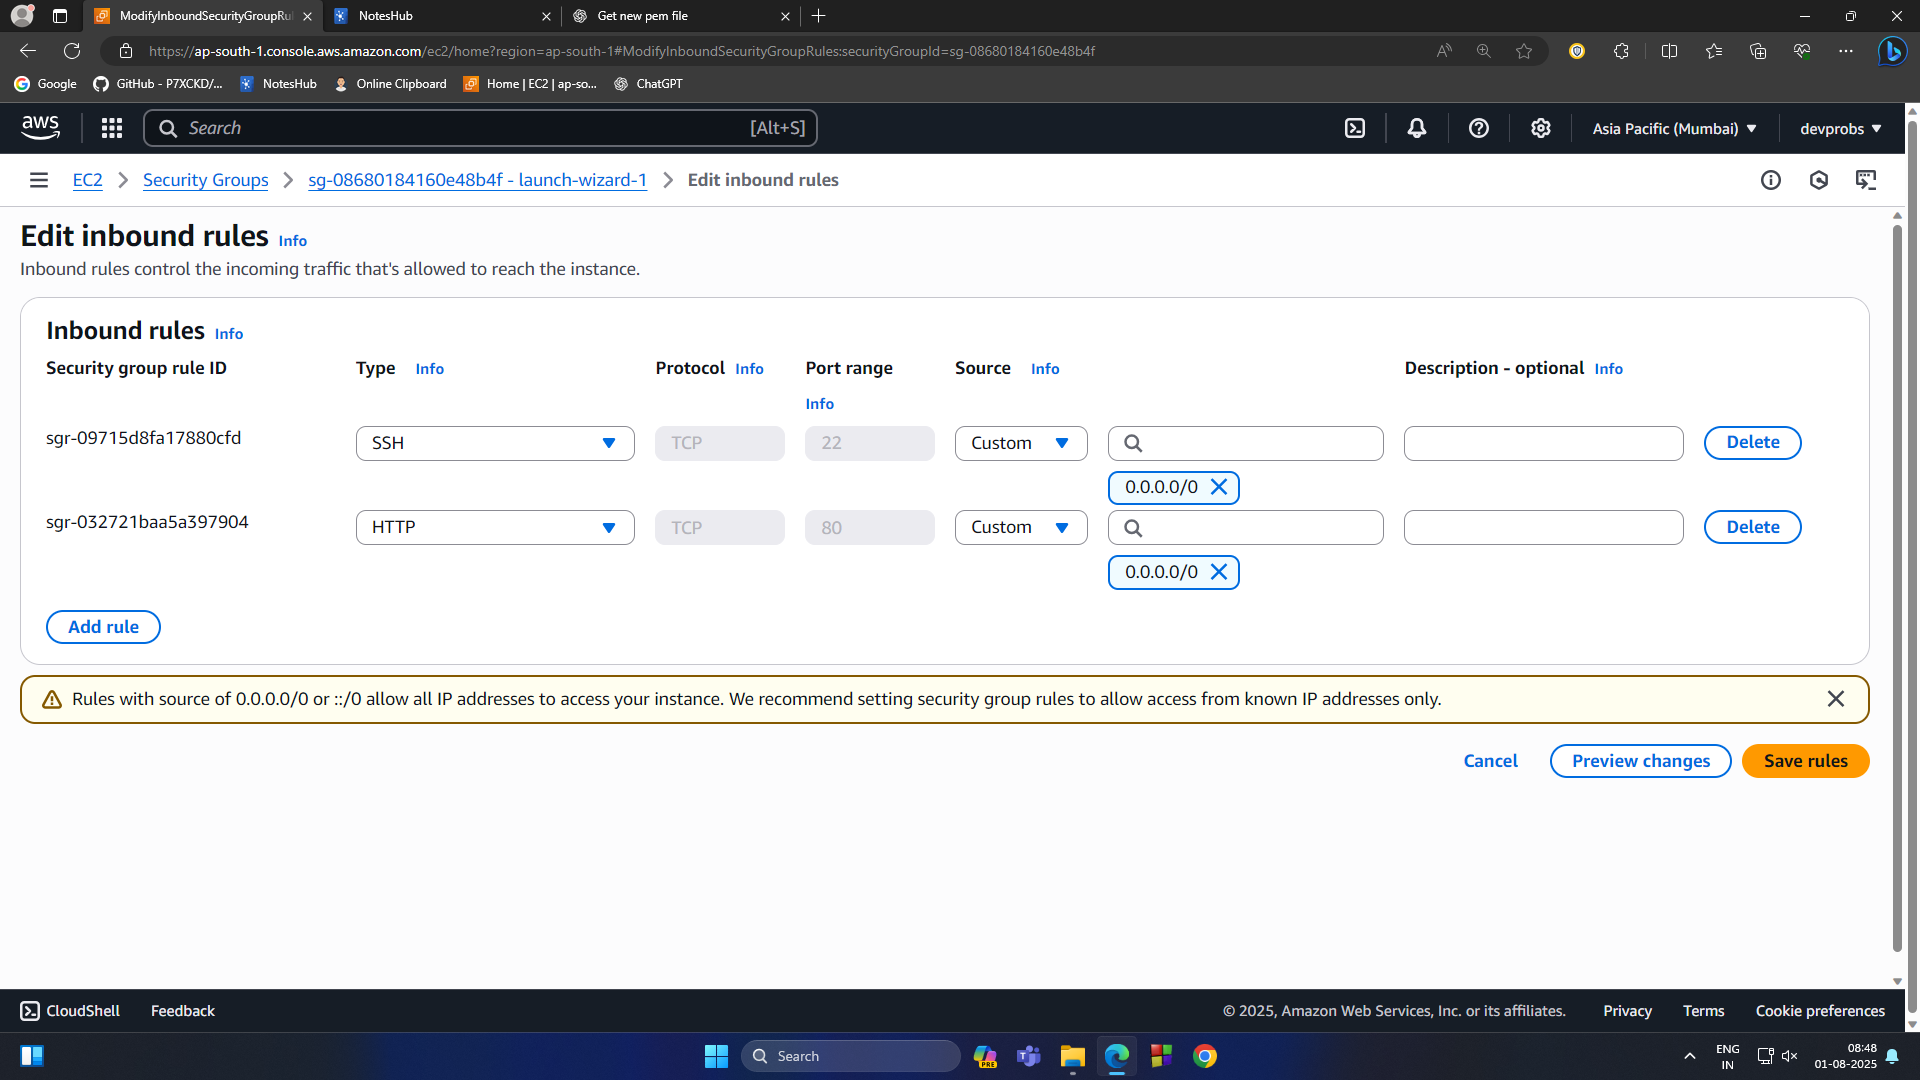 ModifyInboundSecurityGroupRul
NotesHub
Get new pem file
https://ap-south-1.console.aws.amazon.com/ec2/home?region=ap-south-1#ModifyInboundSecurityGroupRules:securityGroupId=sg-08680184160e48b4f
Google
GitHub - P7XCKD/...
NotesHub
Online Clipboard
Home | EC2 | ap-so...
ChatGPT
aws
Search
[Alt+S]
Asia Pacific (Mumbai)
devprobs
EC2
Security Groups
sg-08680184160e48b4f - launch-wizard-1
Edit inbound rules
Edit inbound rules Info
Inbound rules control the incoming traffic that's allowed to reach the instance.
Inbound rules Info
Security group rule ID
Type Info
Protocol Info
Port range
Info
Source Info
Description - optional Info
sgr-09715d8fa17880cfd
SSH
TCP
22
Custom
Delete
0.0.0.0/0
sgr-032721baa5a397904
HTTP
TCP
80
Custom
Delete
0.0.0.0/0
Add rule
Rules with source of 0.0.0.0/0 or ::/0 allow all IP addresses to access your instance. We recommend setting security group rules to allow access from known IP addresses only.
Cancel
Preview changes
Save rules
CloudShell
Feedback
© 2025, Amazon Web Services, Inc. or its affiliates.
Privacy
Terms
Cookie preferences
Search
PRE
ENG
IN
08:48
01-08-2025